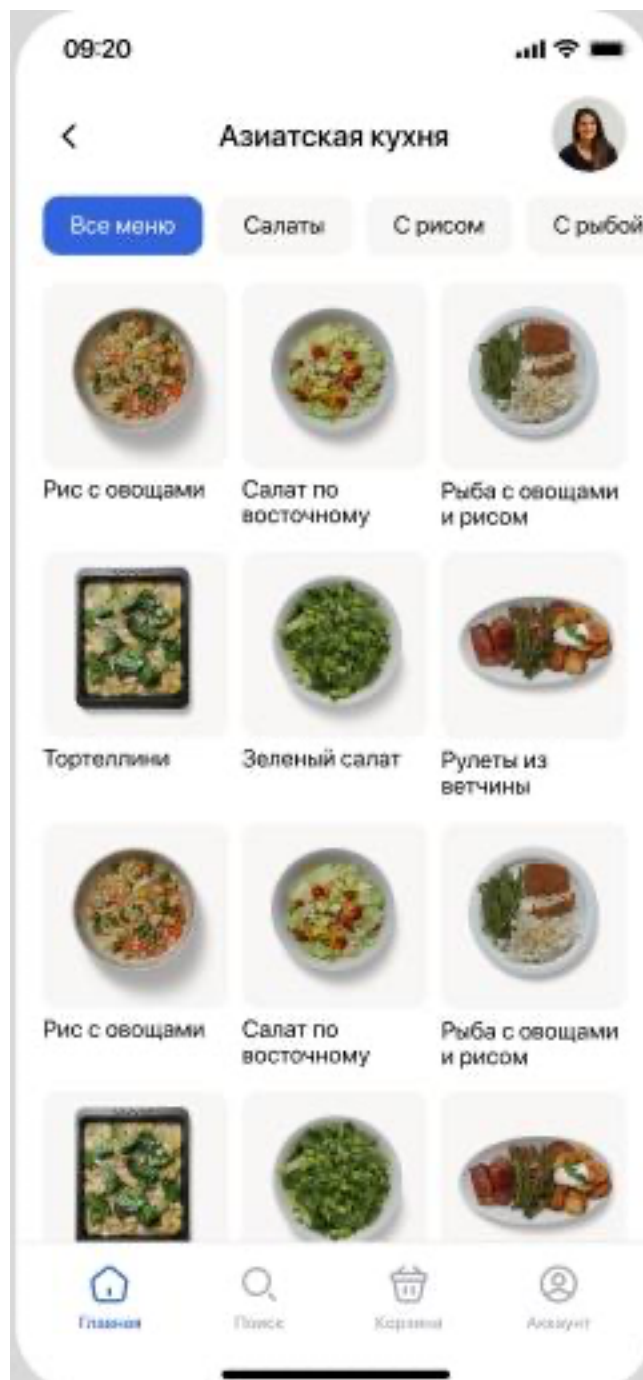 09:20
Азиатская кухня
Все меню
Салаты
С рисом
С рыбой
Рис с овощами
Салат по
восточному
Рыба с овощами
и рисом
Тортеллини
Зеленый салат
Рулеты из
ветчины
Рис с овощами
Салат по
восточному
Рыба с овощами
и рисом
Главная
Поиск
Корзина
Аккаунт